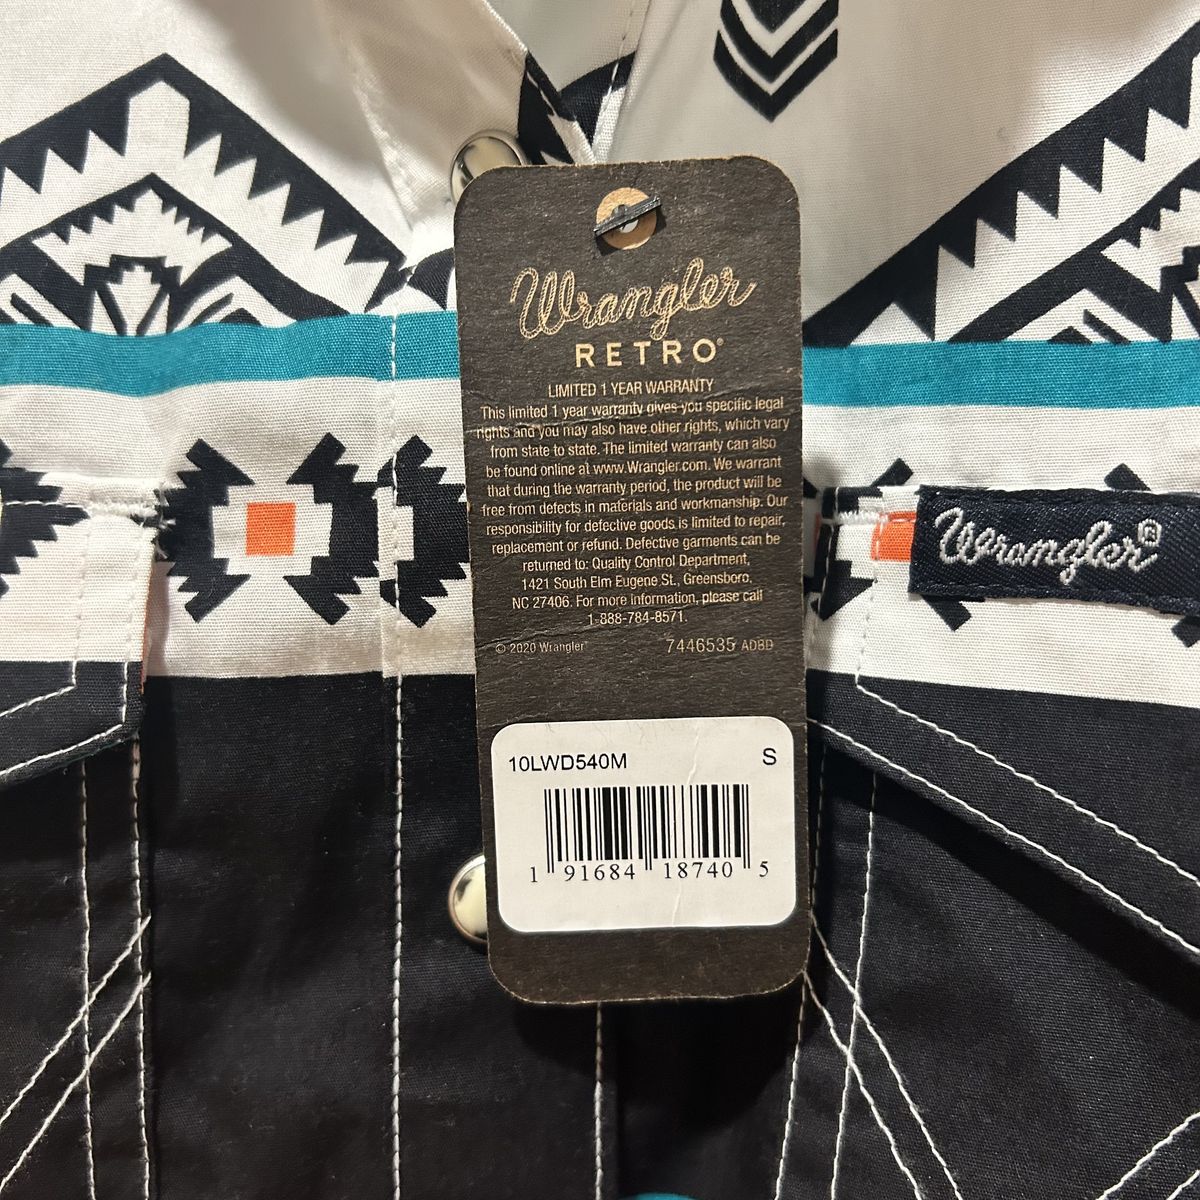 Wrangler
RETRO®
LIMITED 1 YEAR WARRANTY
This limited 1 year warranty gives you specific legal
rights and you may also have other rights, which vary
from state to state. The limited warranty can also
be found online at www.Wrangler.com. We warrant
that during the warranty period, the product will be
free from defects in materials and workmanship. Our
responsibility for defective goods is limited to repair,
replacement or refund. Defective garments can be
returned to: Quality Control Department,
1421 South Elm Eugene St., Greensboro,
NC 27406. For more information, please call
1-888-784-8571.
© 2020 Wrangler® 7446535 ADBD
10LWD540M S
1 91684 18740 5
Wrangler®